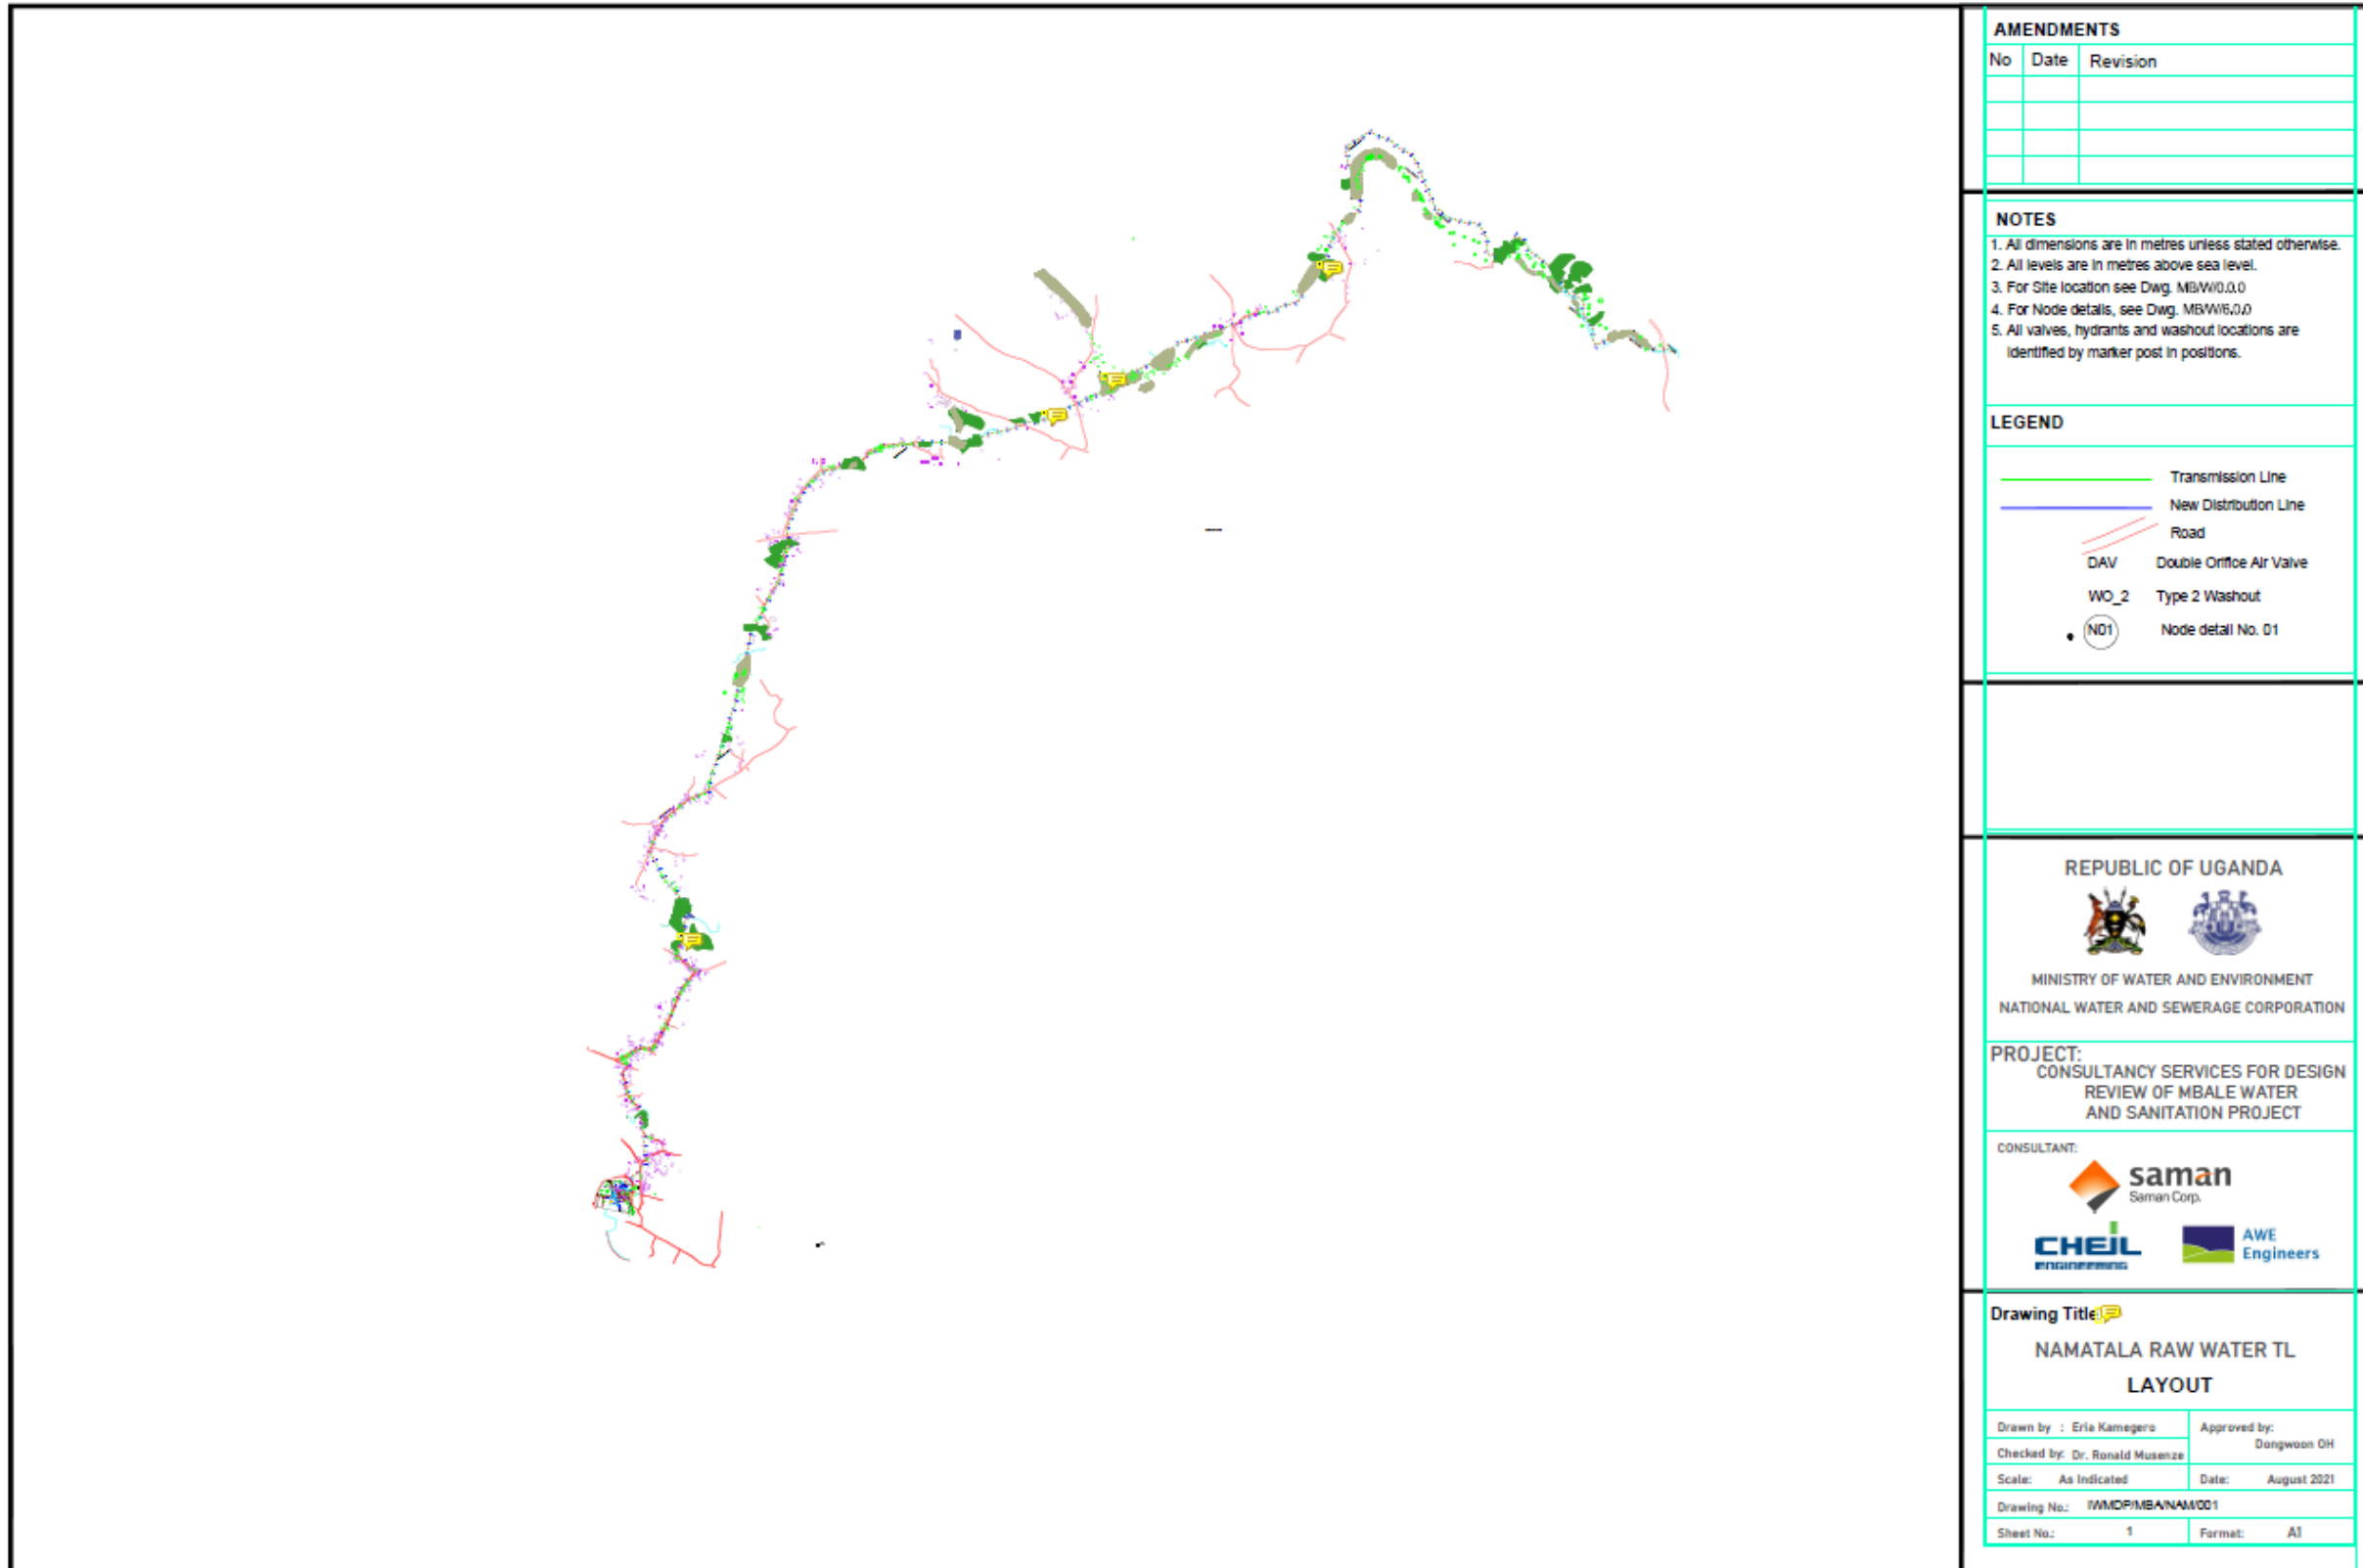 AMENDMENTS
No Date Revision
NOTES
1. All dimensions are in metres unless stated otherwise.
2. All levels are in metres above sea level.
3. For Site location see Dwg. MB/W/0.0.0
4. For Node details, see Dwg. MB/W/6.0.0
5. All valves, hydrants and washout locations are
identified by marker post in positions.
LEGEND
Transmission Line
New Distribution Line
Road
DAV Double Orifice Air Valve
WO_2 Type 2 Washout
N01 Node detail No. 01
REPUBLIC OF UGANDA
MINISTRY OF WATER AND ENVIRONMENT
NATIONAL WATER AND SEWERAGE CORPORATION
PROJECT:
CONSULTANCY SERVICES FOR DESIGN
REVIEW OF MBALE WATER
AND SANITATION PROJECT
CONSULTANT:
saman
Saman Corp.
CHEIL
ENGINEERING
AWE
Engineers
Drawing Title
NAMATALA RAW WATER TL
LAYOUT
Drawn by : Eria Kamegero
Approved by:
Dongwoon OH
Checked by: Dr. Ronald Musenze
Scale: As Indicated Date: August 2021
Drawing No.: IWMDP/MBA/NAM/001
Sheet No.: 1 Format: A1